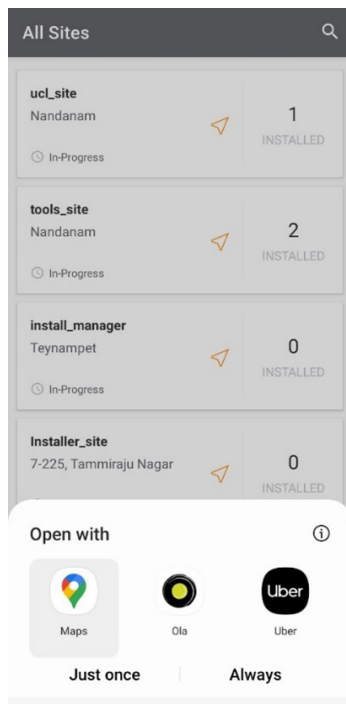 All Sites
ucl_site
Nandanam
In-Progress
1
INSTALLED
tools_site
Nandanam
In-Progress
2
INSTALLED
install_manager
Teynampet
In-Progress
0
INSTALLED
Installer_site
7-225, Tammiraju Nagar
0
INSTALLED
Open with
Uber
Maps
Ola
Uber
Just once
Always